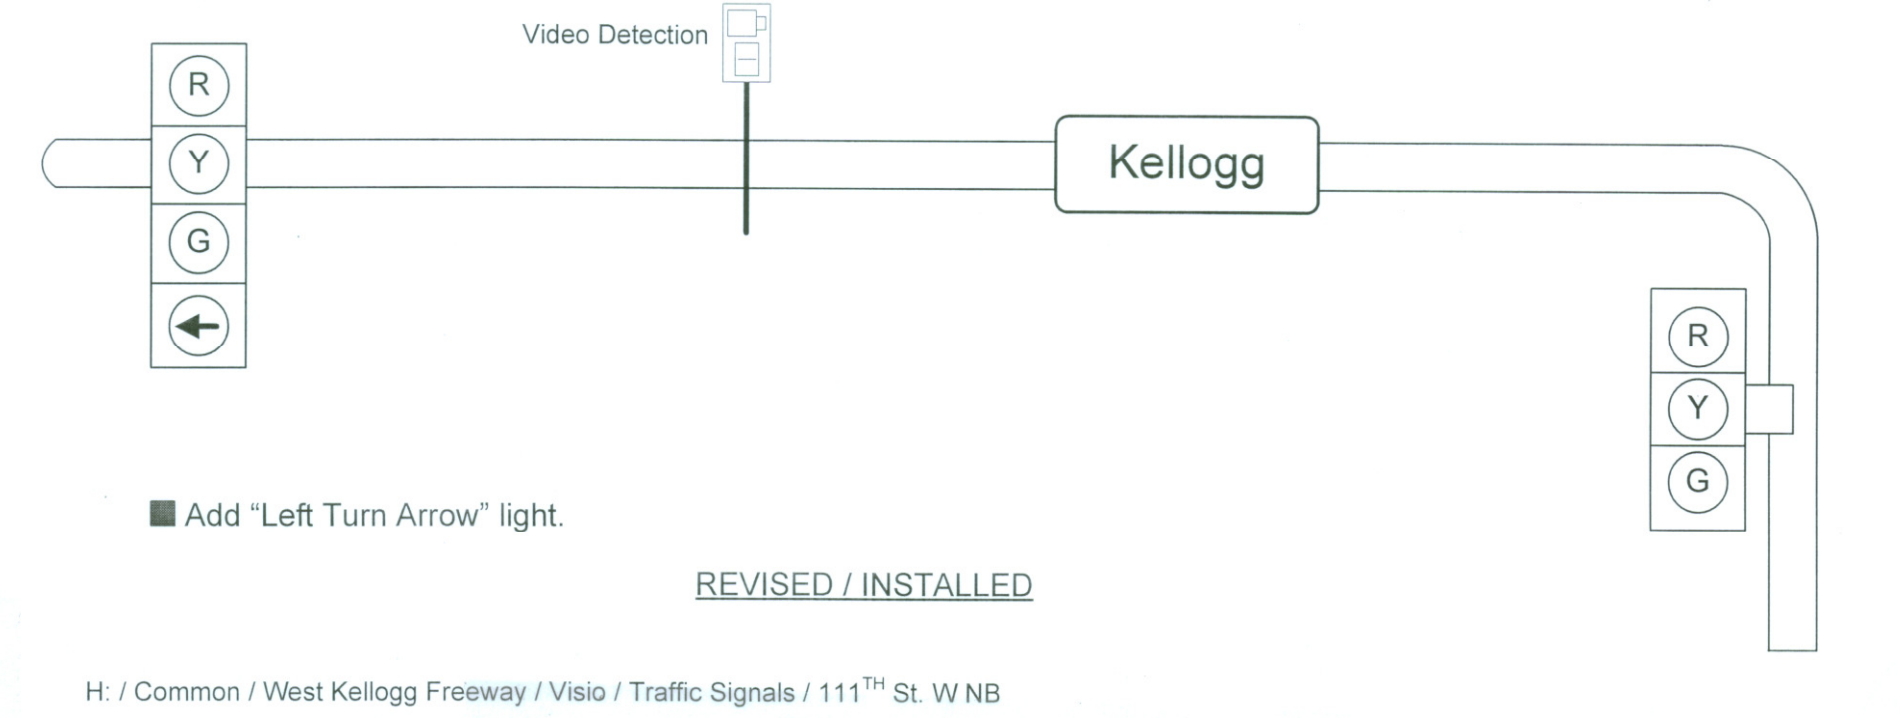 Video Detection
R
Y
G
Kellogg
R
Y
G
Add “Left Turn Arrow” light.
REVISED / INSTALLED
H: / Common / West Kellogg Freeway / Visio / Traffic Signals / 111TH St. W NB